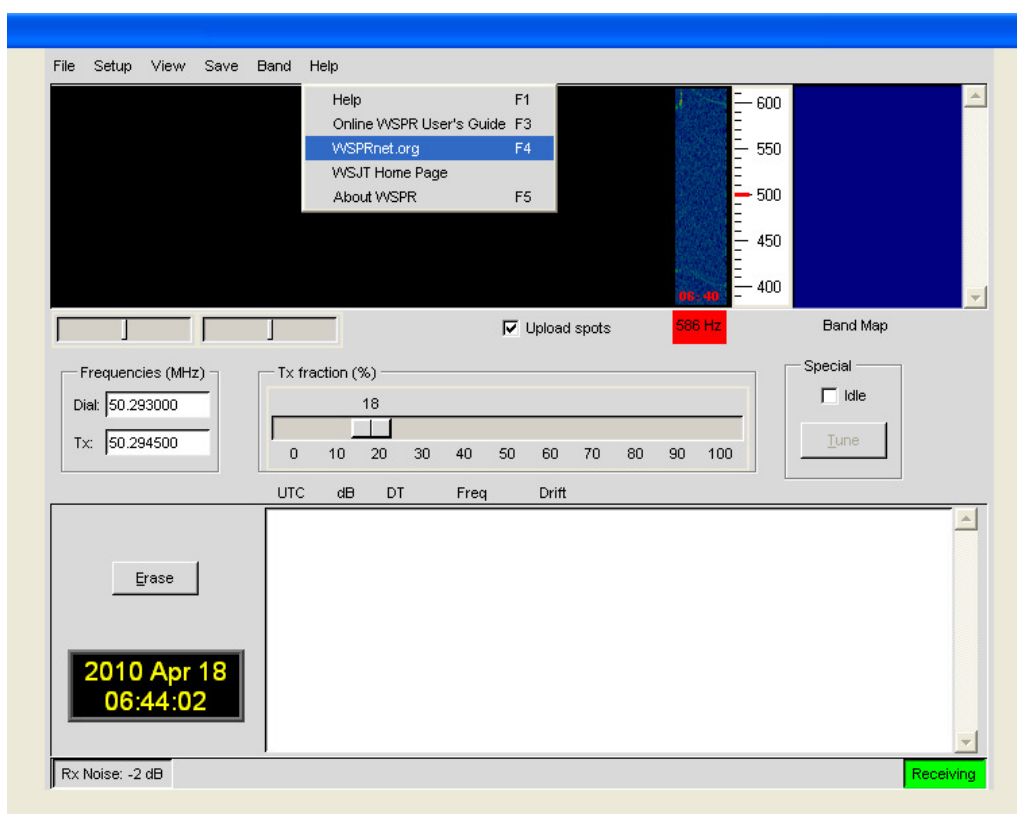 File Setup View Save Band Help
Help F1
Online WSPR User's Guide F3
WSPRnet.org F4
WSJT Home Page
About WSPR F5
600
550
500
450
400
06:40
Upload spots 586 Hz Band Map
Frequencies (MHz) Tx fraction (%) Special
Dial: 50.293000 18 Idle
Tx: 50.294500 Tune
0 10 20 30 40 50 60 70 80 90 100
UTC dB DT Freq Drift
Erase
2010 Apr 18
06:44:02
Rx Noise: -2 dB Receiving